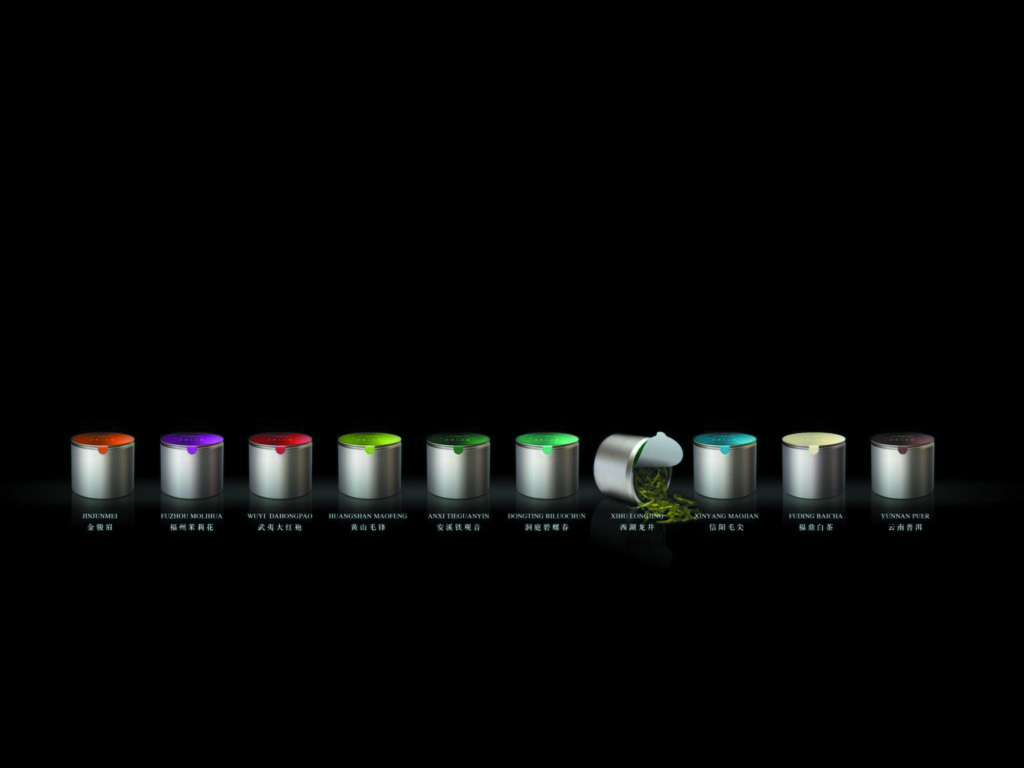 JINJUNMEI
金骏眉
FUZHOU MOLIHUA
福州茉莉花
WUYI DAHONGPAO
武夷大红袍
HUANGSHAN MAOFENG
黄山毛锋
ANXI TIEGUANYIN
安溪铁观音
DONGTING BILUOCHUN
洞庭碧螺春
XIHU LONGJING
西湖龙井
XINYANG MAOJIAN
信阳毛尖
FUDING BAICHA
福鼎白茶
YUNNAN PUER
云南普洱